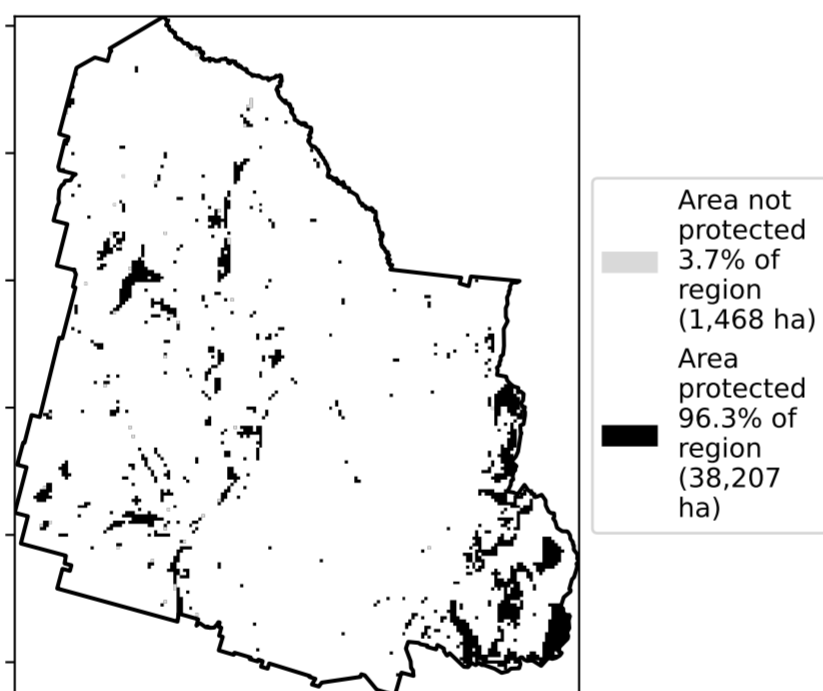 Area not
protected
3.7% of
region
(1,468 ha)
Area
protected
96.3% of
region
(38,207
ha)